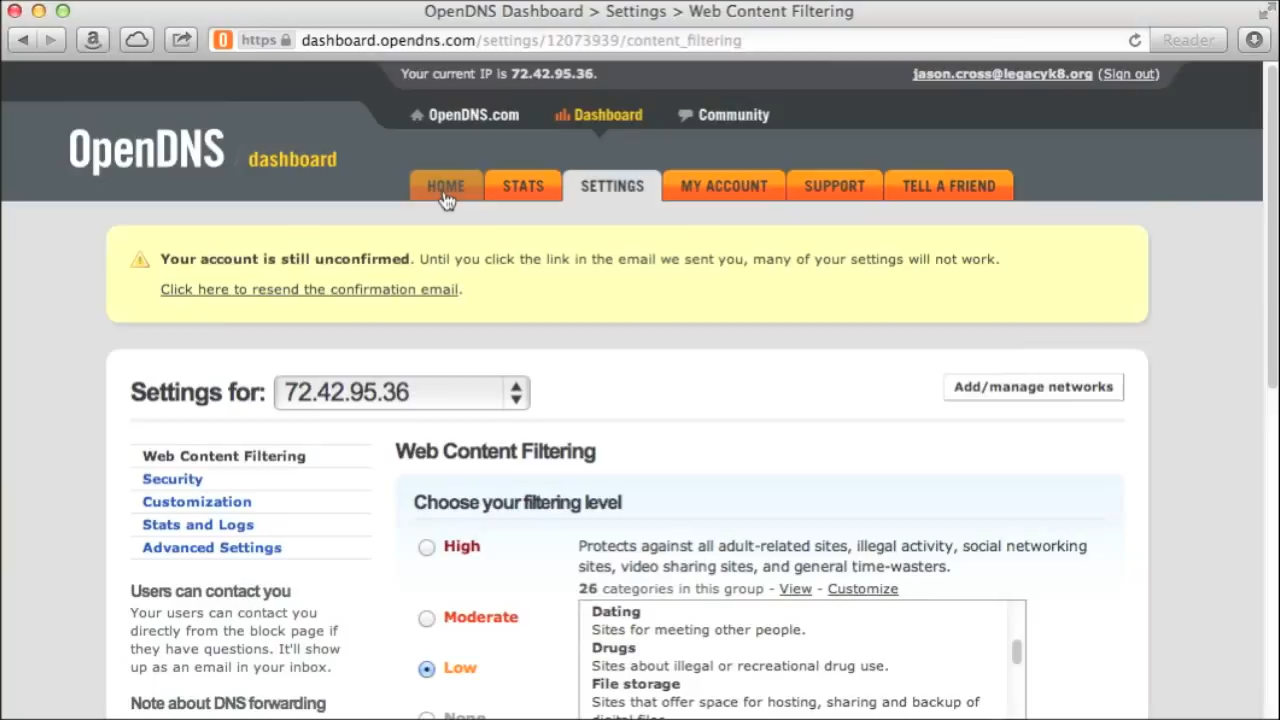 OpenDNS Dashboard > Settings > Web Content Filtering
https dashboard.opendns.com/settings/12073939/content_filtering
Reader
Your current IP is 72.42.95.36.
jason.cross@legacyk8.org (Sign out)
OpenDNS.com Dashboard Community
OpenDNS dashboard
HOME STATS SETTINGS MY ACCOUNT SUPPORT TELL A FRIEND
Your account is still unconfirmed. Until you click the link in the email we sent you, many of your settings will not work.
Click here to resend the confirmation email.
Settings for: 72.42.95.36
Add/manage networks
Web Content Filtering
Security
Customization
Stats and Logs
Advanced Settings
Users can contact you
Your users can contact you
directly from the block page if
they have questions. It'll show
up as an email in your inbox.
Note about DNS forwarding
Web Content Filtering
Choose your filtering level
High
Protects against all adult-related sites, illegal activity, social networking
sites, video sharing sites, and general time-wasters.
26 categories in this group - View - Customize
Moderate
Low
None
Dating
Sites for meeting other people.
Drugs
Sites about illegal or recreational drug use.
File storage
Sites that offer space for hosting, sharing and backup of
digital files.